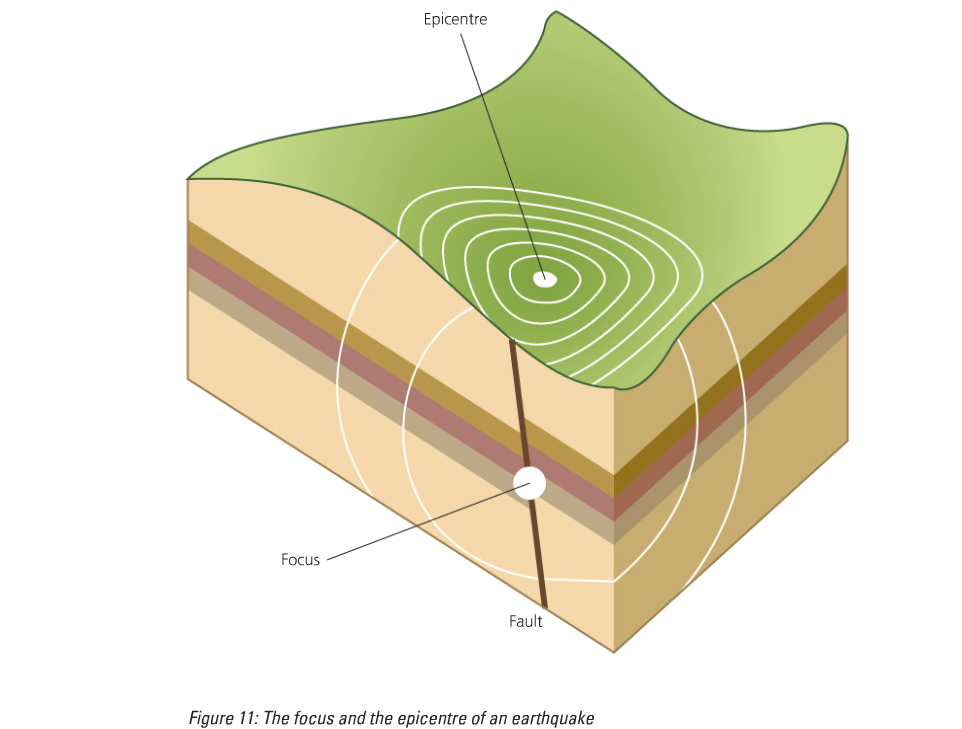 Epicentre
Focus
Fault
Figure 11: The focus and the epicentre of an earthquake